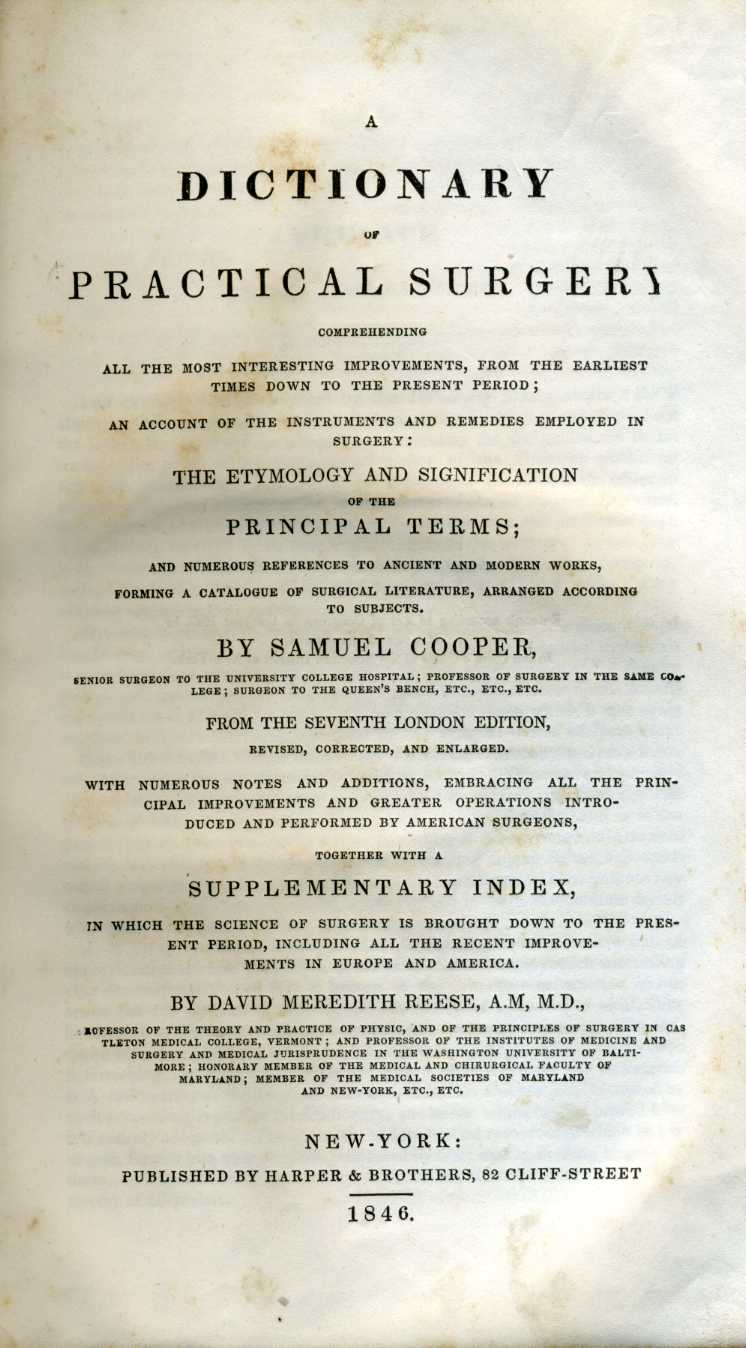 A
DICTIONARY
OF
PRACTICAL SURGERY
COMPREHENDING
ALL THE MOST INTERESTING IMPROVEMENTS, FROM THE EARLIEST
TIMES DOWN TO THE PRESENT PERIOD;
AN ACCOUNT OF THE INSTRUMENTS AND REMEDIES EMPLOYED IN
SURGERY:
THE ETYMOLOGY AND SIGNIFICATION
OF THE
PRINCIPAL TERMS;
AND NUMEROUS REFERENCES TO ANCIENT AND MODERN WORKS,
FORMING A CATALOGUE OF SURGICAL LITERATURE, ARRANGED ACCORDING
TO SUBJECTS.
BY SAMUEL COOPER,
SENIOR SURGEON TO THE UNIVERSITY COLLEGE HOSPITAL; PROFESSOR OF SURGERY IN THE SAME COL-
LEGE; SURGEON TO THE QUEEN'S BENCH, ETC., ETC., ETC.
FROM THE SEVENTH LONDON EDITION,
REVISED, CORRECTED, AND ENLARGED.
WITH NUMEROUS NOTES AND ADDITIONS, EMBRACING ALL THE PRIN-
CIPAL IMPROVEMENTS AND GREATER OPERATIONS INTRO-
DUCED AND PERFORMED BY AMERICAN SURGEONS,
TOGETHER WITH A
SUPPLEMENTARY INDEX,
IN WHICH THE SCIENCE OF SURGERY IS BROUGHT DOWN TO THE PRES-
ENT PERIOD, INCLUDING ALL THE RECENT IMPROVE-
MENTS IN EUROPE AND AMERICA.
BY DAVID MEREDITH REESE, A.M, M.D.,
ROFESSOR OF THE THEORY AND PRACTICE OF PHYSIC, AND OF THE PRINCIPLES OF SURGERY IN CAS
TLETON MEDICAL COLLEGE, VERMONT; AND PROFESSOR OF THE INSTITUTES OF MEDICINE AND
SURGERY AND MEDICAL JURISPRUDENCE IN THE WASHINGTON UNIVERSITY OF BALTI-
MORE; HONORARY MEMBER OF THE MEDICAL AND CHIRURGICAL FACULTY OF
MARYLAND; MEMBER OF THE MEDICAL SOCIETIES OF MARYLAND
AND NEW-YORK, ETC., ETC.
NEW-YORK:
PUBLISHED BY HARPER & BROTHERS, 82 CLIFF-STREET
1846.